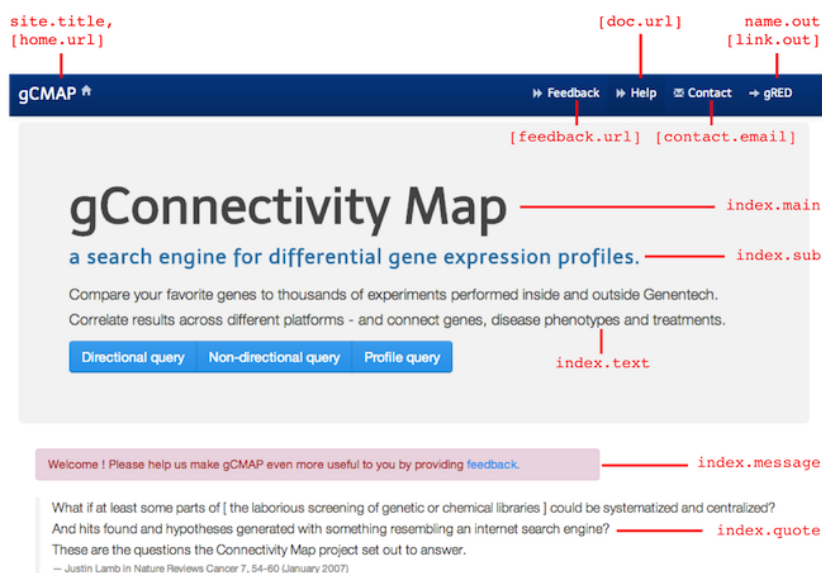 site.title,
[home.url]
[doc.url]
name.out
[link.out]
gCMAP
Feedback
Help
Contact
gRED
[feedback.url]
[contact.email]
gConnectivity Map
index.main
a search engine for differential gene expression profiles.
index.sub
Compare your favorite genes to thousands of experiments performed inside and outside Genentech.
Correlate results across different platforms - and connect genes, disease phenotypes and treatments.
index.text
Directional query
Non-directional query
Profile query
Welcome ! Please help us make gCMAP even more useful to you by providing feedback.
index.message
What if at least some parts of [ the laborious screening of genetic or chemical libraries ] could be systematized and centralized?
And hits found and hypotheses generated with something resembling an internet search engine?
index.quote
These are the questions the Connectivity Map project set out to answer.
— Justin Lamb in Nature Reviews Cancer 7, 54-60 (January 2007)